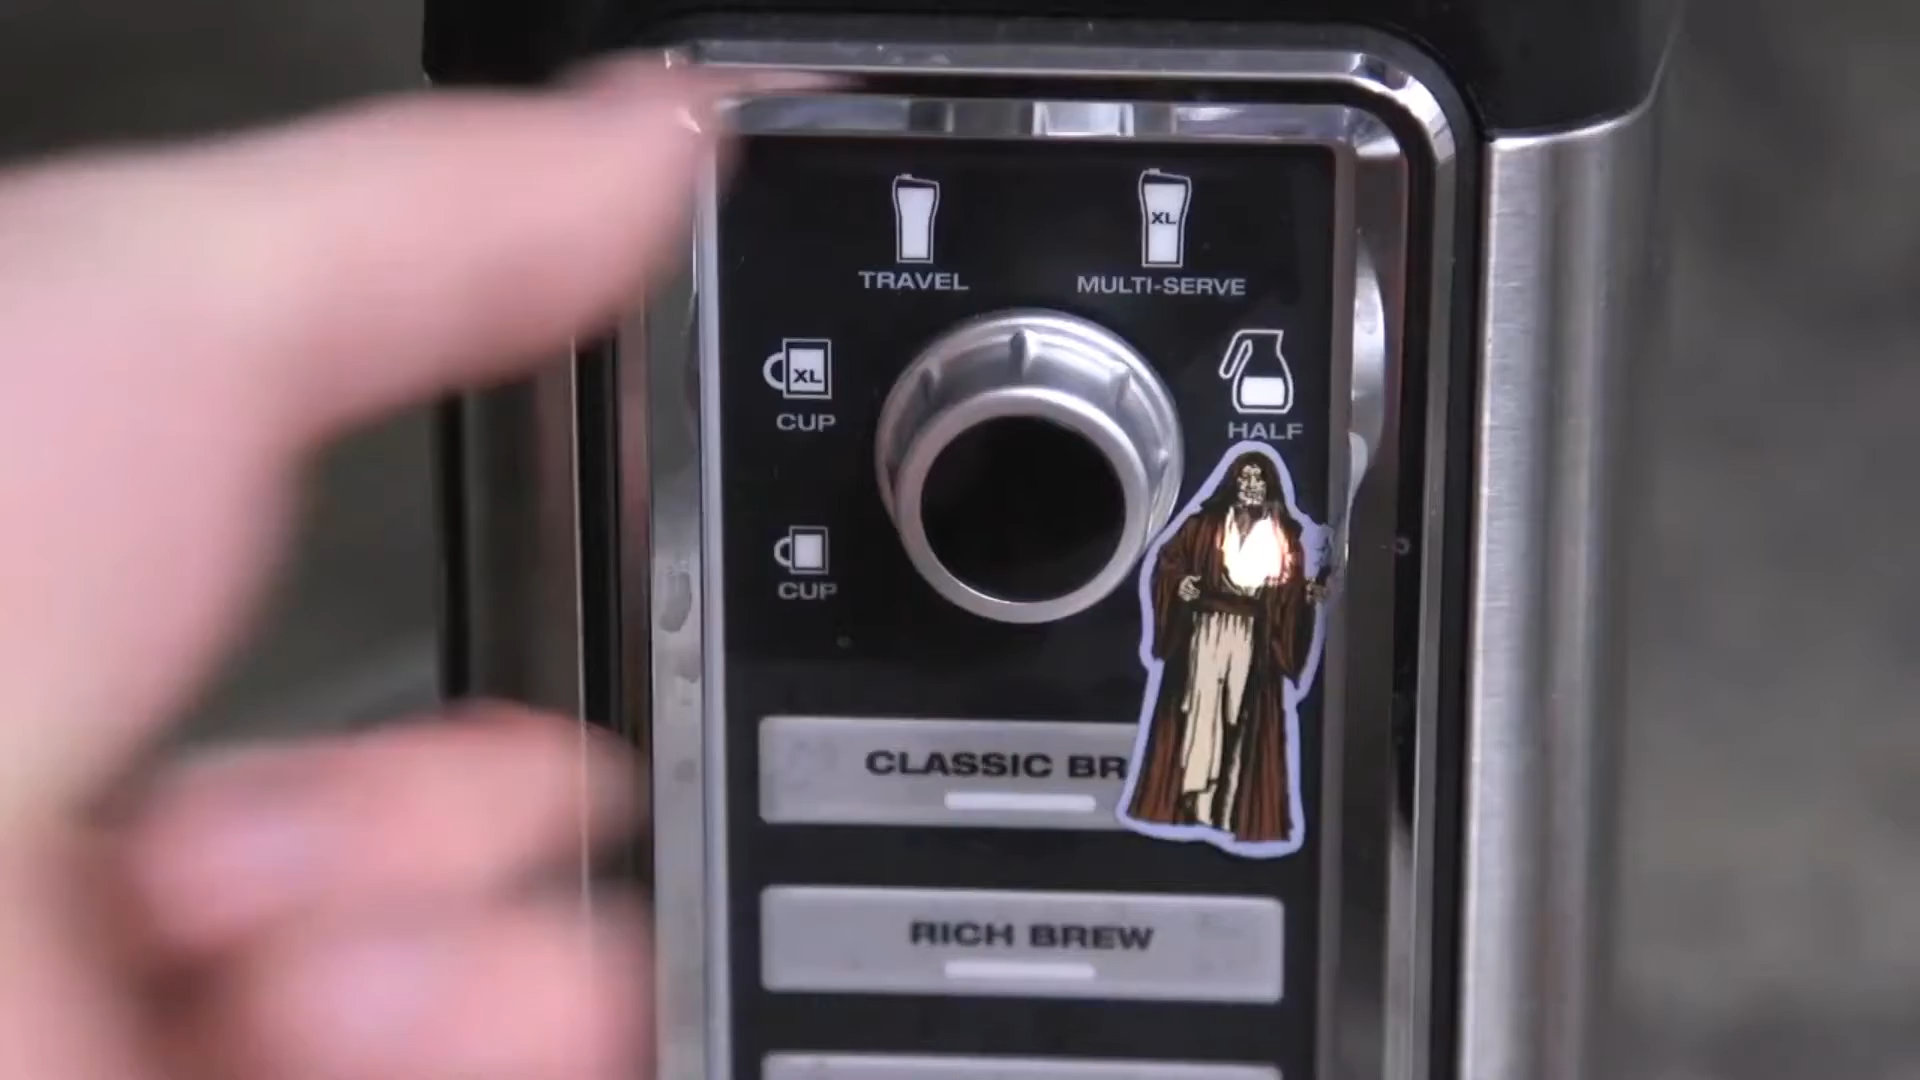 TRAVEL
XL
MULTI-SERVE
XL
CUP
HALF
CUP
CLASSIC BR
RICH BREW